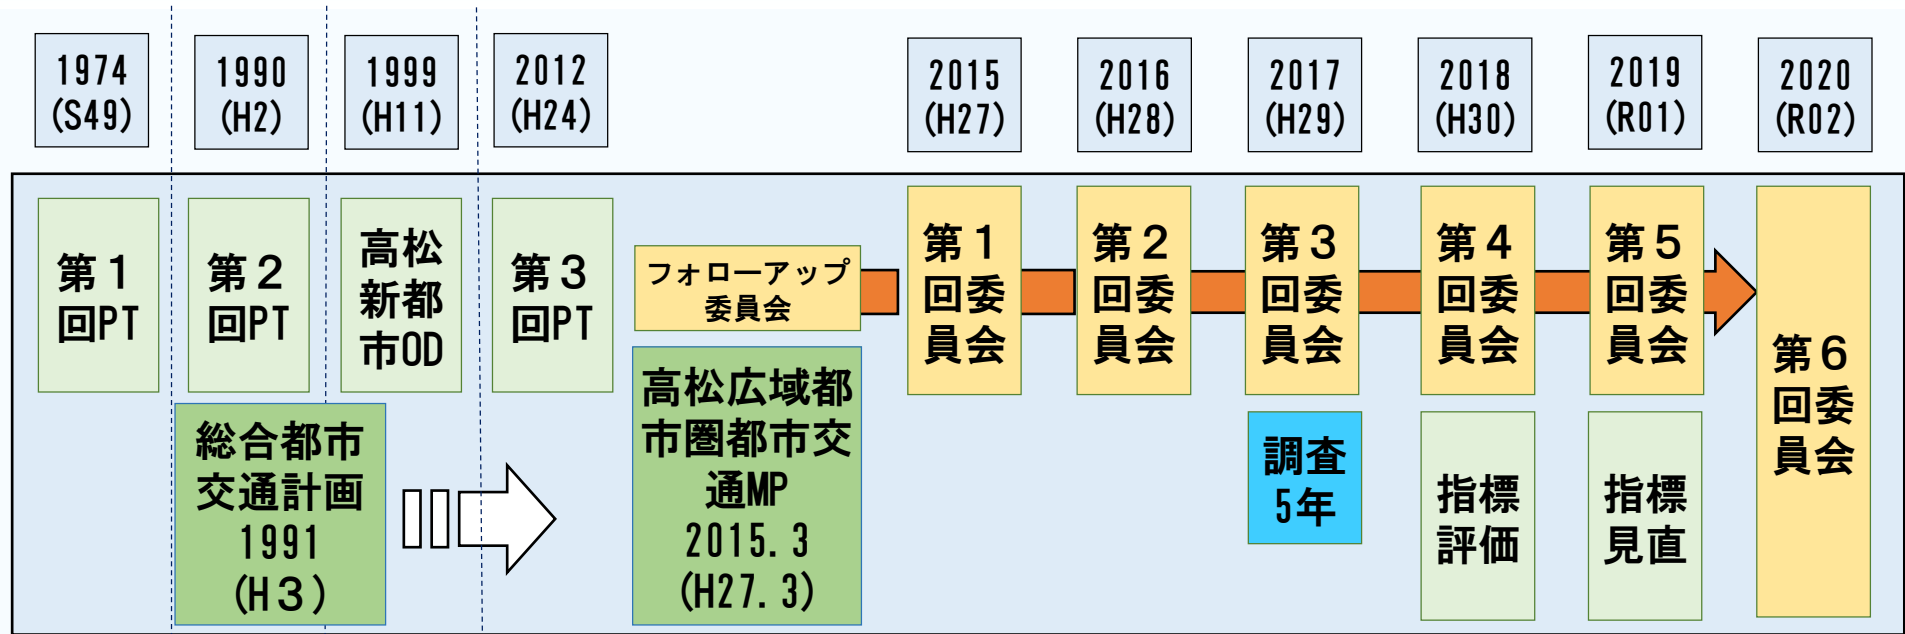 1974
(S49)
1990
(H2)
1999
(H11)
2012
(H24)
2015
(H27)
2016
(H28)
2017
(H29)
2018
(H30)
2019
(R01)
2020
(R02)
第１
回PT
第２
回PT
高松
新都
市OD
第３
回PT
フォローアップ
委員会
第１
回委
員会
第２
回委
員会
第３
回委
員会
第４
回委
員会
第５
回委
員会
第６
回委
員会
総合都市
交通計画
1991
(H３)
高松広域都
市圏都市交
通MP
2015.3
(H27.3)
調査
5年
指標
評価
指標
見直